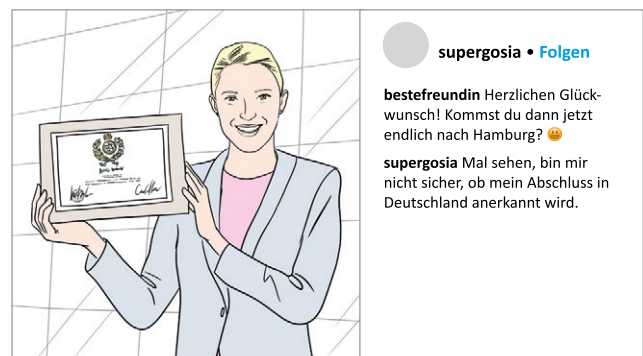 supergosia • Folgen
bestefreundin Herzlichen Glück-
wunsch! Kommst du dann jetzt
endlich nach Hamburg? 😀
supergosia Mal sehen, bin mir
nicht sicher, ob mein Abschluss in
Deutschland anerkannt wird.